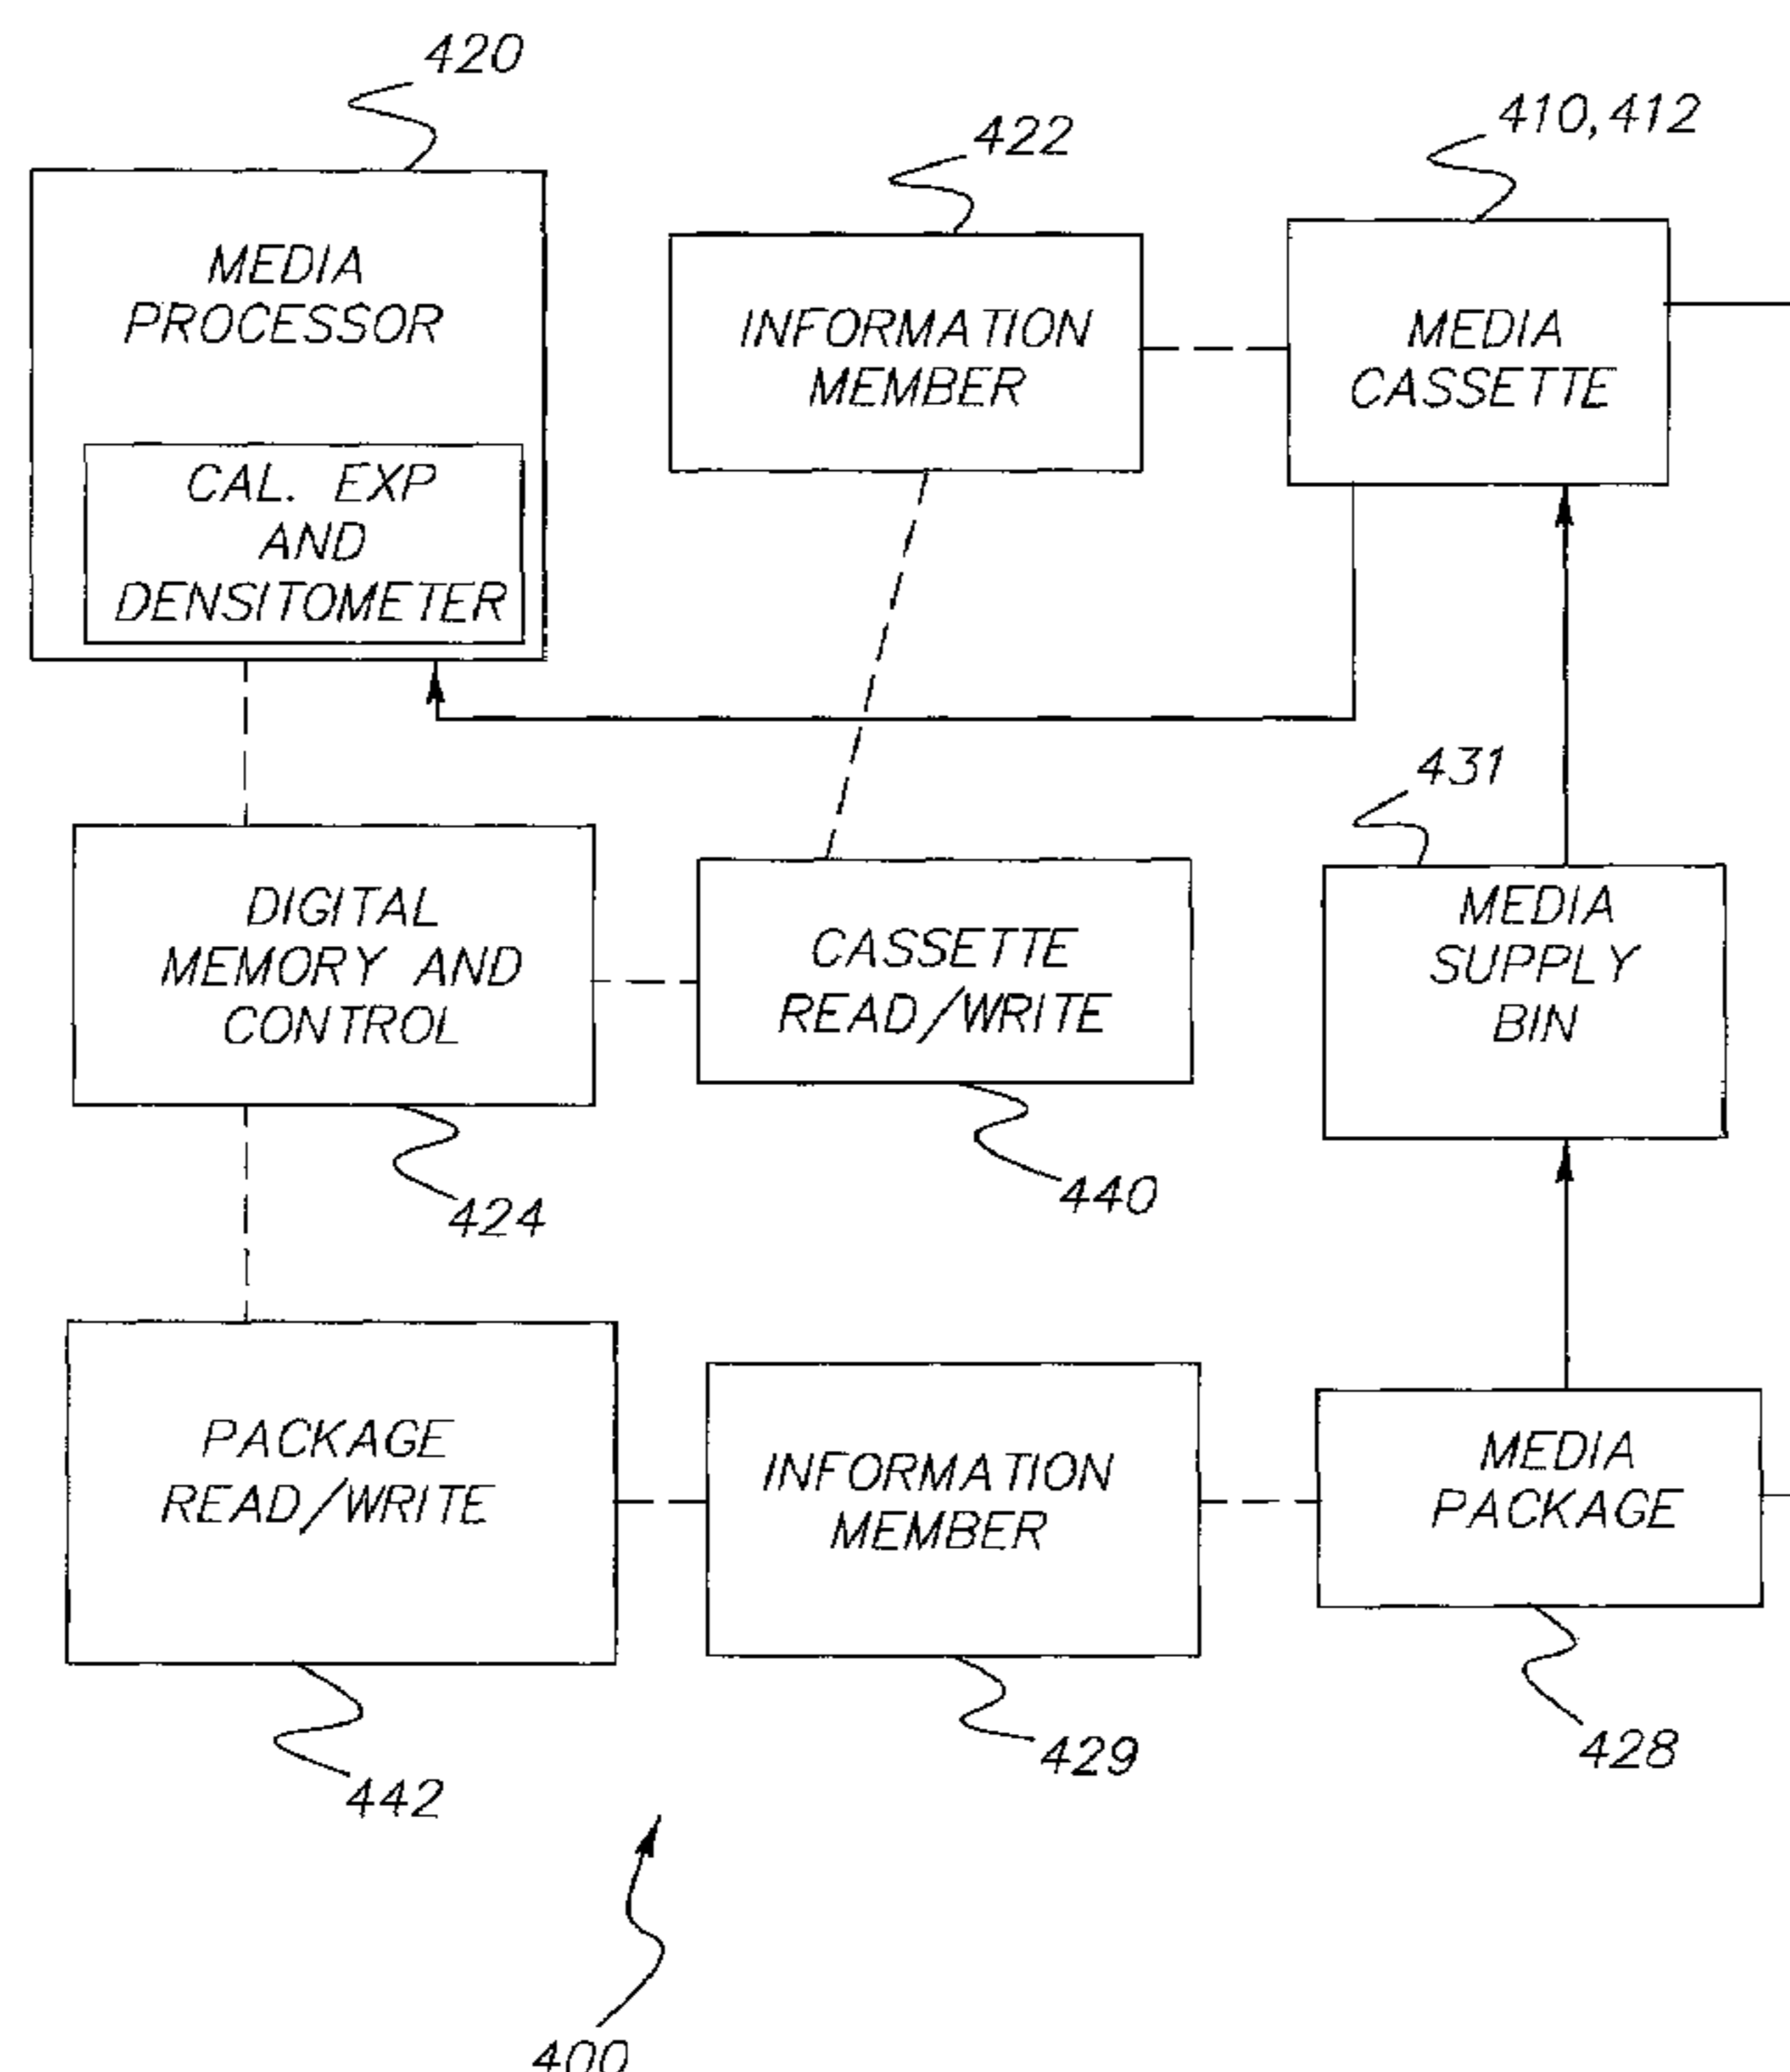 420
422
410,412
MEDIA
PROCESSOR
CAL. EXP
AND
DENSITOMETER
INFORMATION
MEMBER
MEDIA
CASSETTE
431
DIGITAL
MEMORY AND
CONTROL
CASSETTE
READ/WRITE
MEDIA
SUPPLY
BIN
424
440
PACKAGE
READ/WRITE
INFORMATION
MEMBER
MEDIA
PACKAGE
442
429
428
400